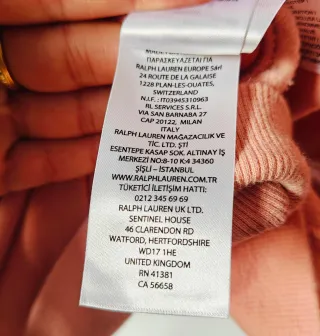 ΠΑΡΑΣΚΕΥΑΖΕΤΑΙ ΓΙΑ
RALPH LAUREN EUROPE Sàrl
24 ROUTE DE LA GALAISE
1228 PLAN-LES-OUATES,
SWITZERLAND
N.I.F. : IT03945310963
RL SERVICES S.R.L.
VIA SAN BARNABA 27
CAP 20122, MILAN
ITALY
RALPH LAUREN MAĞAZACILIK VE
TİC. LTD. ŞTİ
ESENTEPE KASAP SOK. ALTINAY İŞ
MERKEZİ NO:8-10 K:4 34360
ŞİŞLİ – İSTANBUL
WWW.RALPHLAUREN.COM.TR
TÜKETİCİ İLETİŞİM HATTI:
0212 345 69 69
RALPH LAUREN UK LTD.
SENTINEL HOUSE
46 CLARENDON RD
WATFORD, HERTFORDSHIRE
WD17 1HE
UNITED KINGDOM
RN 41381
CA 56658